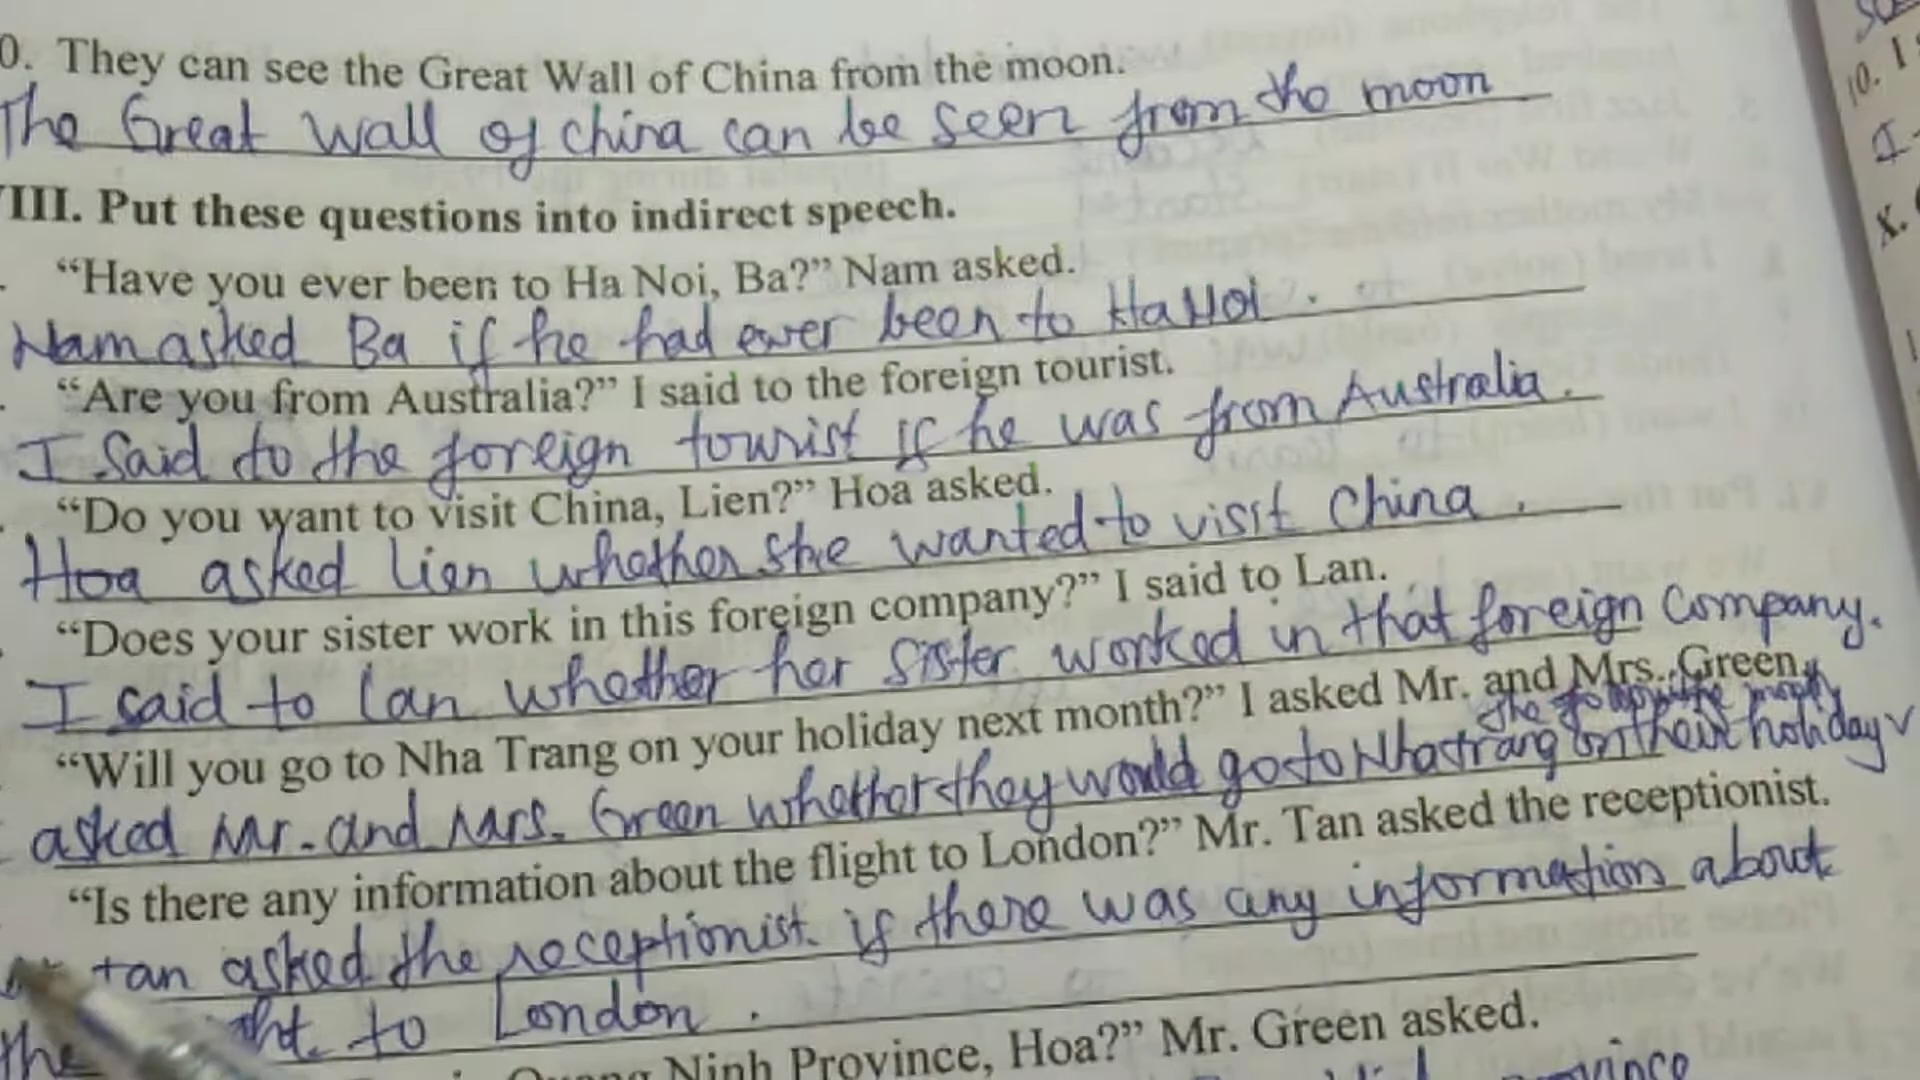 0. They can see the Great Wall of China from the moon.
The Great Wall of china can be seen from the moon
III. Put these questions into indirect speech.
“Have you ever been to Ha Noi, Ba?” Nam asked.
Nam asked Ba if he had ever been to Ha Noi.
“Are you from Australia?” I said to the foreign tourist.
I said to the foreign tourist if he was from Australia.
“Do you want to visit China, Lien?” Hoa asked.
Hoa asked Lien whether she wanted to visit China.
“Does your sister work in this foreign company?” I said to Lan.
I said to Lan whether her sister worked in that foreign company.
“Will you go to Nha Trang on your holiday next month?” I asked Mr. and Mrs. Green.
the following month
asked Mr. and Mrs. Green whether they would go to Nha trang on their holiday
“Is there any information about the flight to London?” Mr. Tan asked the receptionist.
tan asked the receptionist if there was any information about
the to London.
Ninh Province, Hoa?” Mr. Green asked.